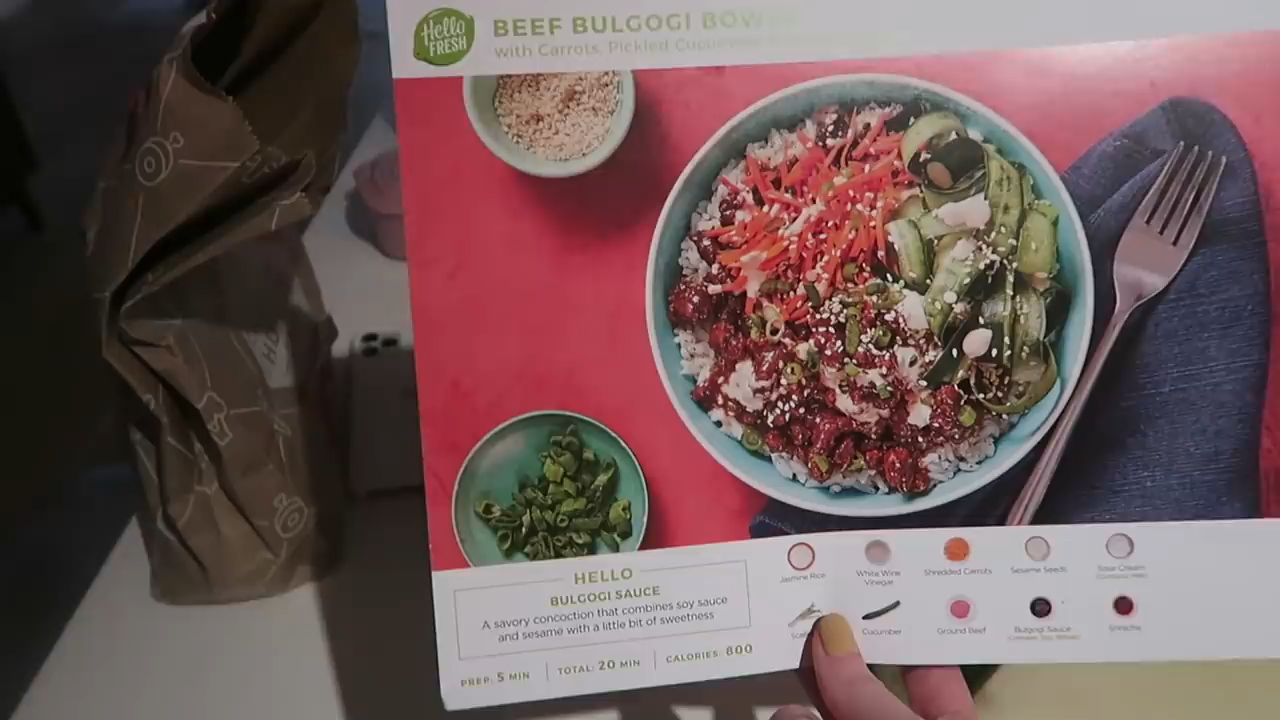 Hello
FRESH
BEEF BULGOGI
with Carrots, Pickled
HELLO
BULGOGI SAUCE
A savory concoction that combines soy sauce
and sesame with a little bit of sweetness
PREP: 5 MIN
TOTAL: 20 MIN
CALORIES: 800
Jasmine Rice
White Wine
Vinegar
Shredded Carrots
Sesame Seeds
Sour Cream
Cucumber
Ground Beef
Bulgogi Sauce
Sriracha